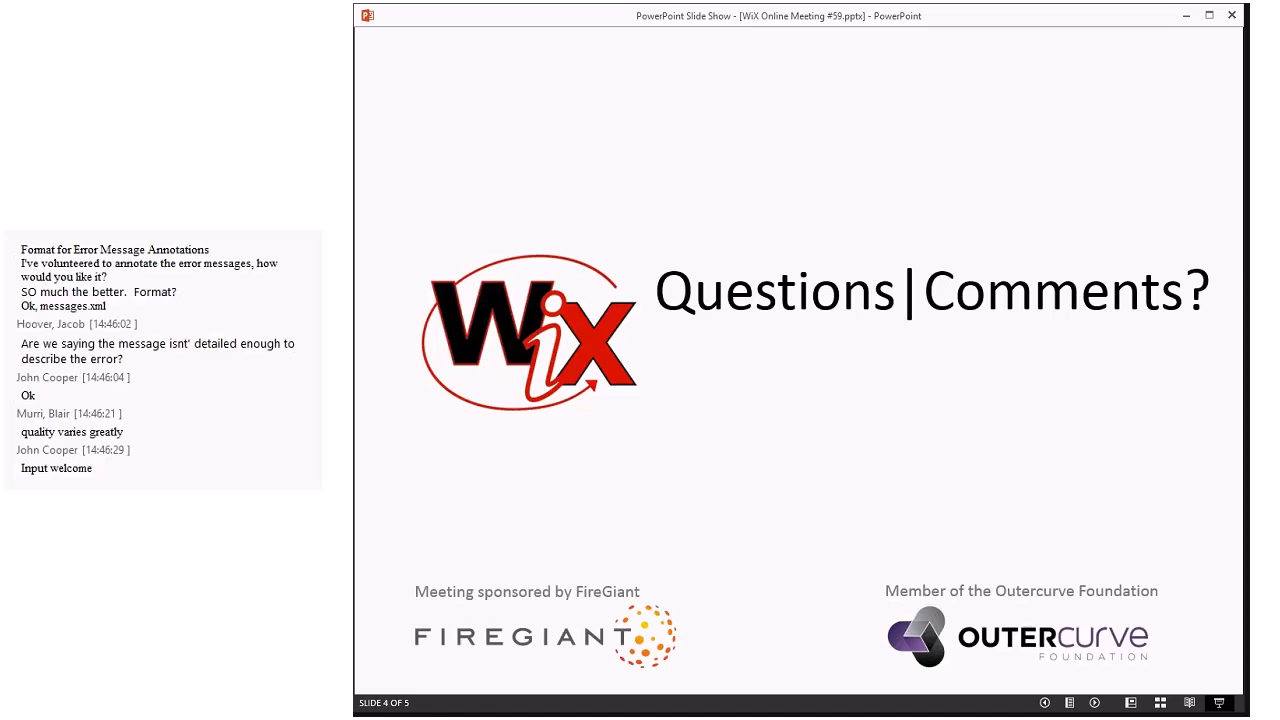 PowerPoint Slide Show - [WiX Online Meeting #59.pptx] - PowerPoint
Format for Error Message Annotations
I've volunteered to annotate the error messages, how
would you like it?
SO much the better.  Format?
Ok, messages.xml
Hoover, Jacob [14:46:02 ]
Are we saying the message isnt' detailed enough to
describe the error?
John Cooper [14:46:04 ]
Ok
Murri, Blair [14:46:21 ]
quality varies greatly
John Cooper [14:46:29 ]
Input welcome
WiX
Questions|Comments?
Meeting sponsored by FireGiant
FIREGIANT
Member of the Outercurve Foundation
OUTERCURVE
FOUNDATION
SLIDE 4 OF 5